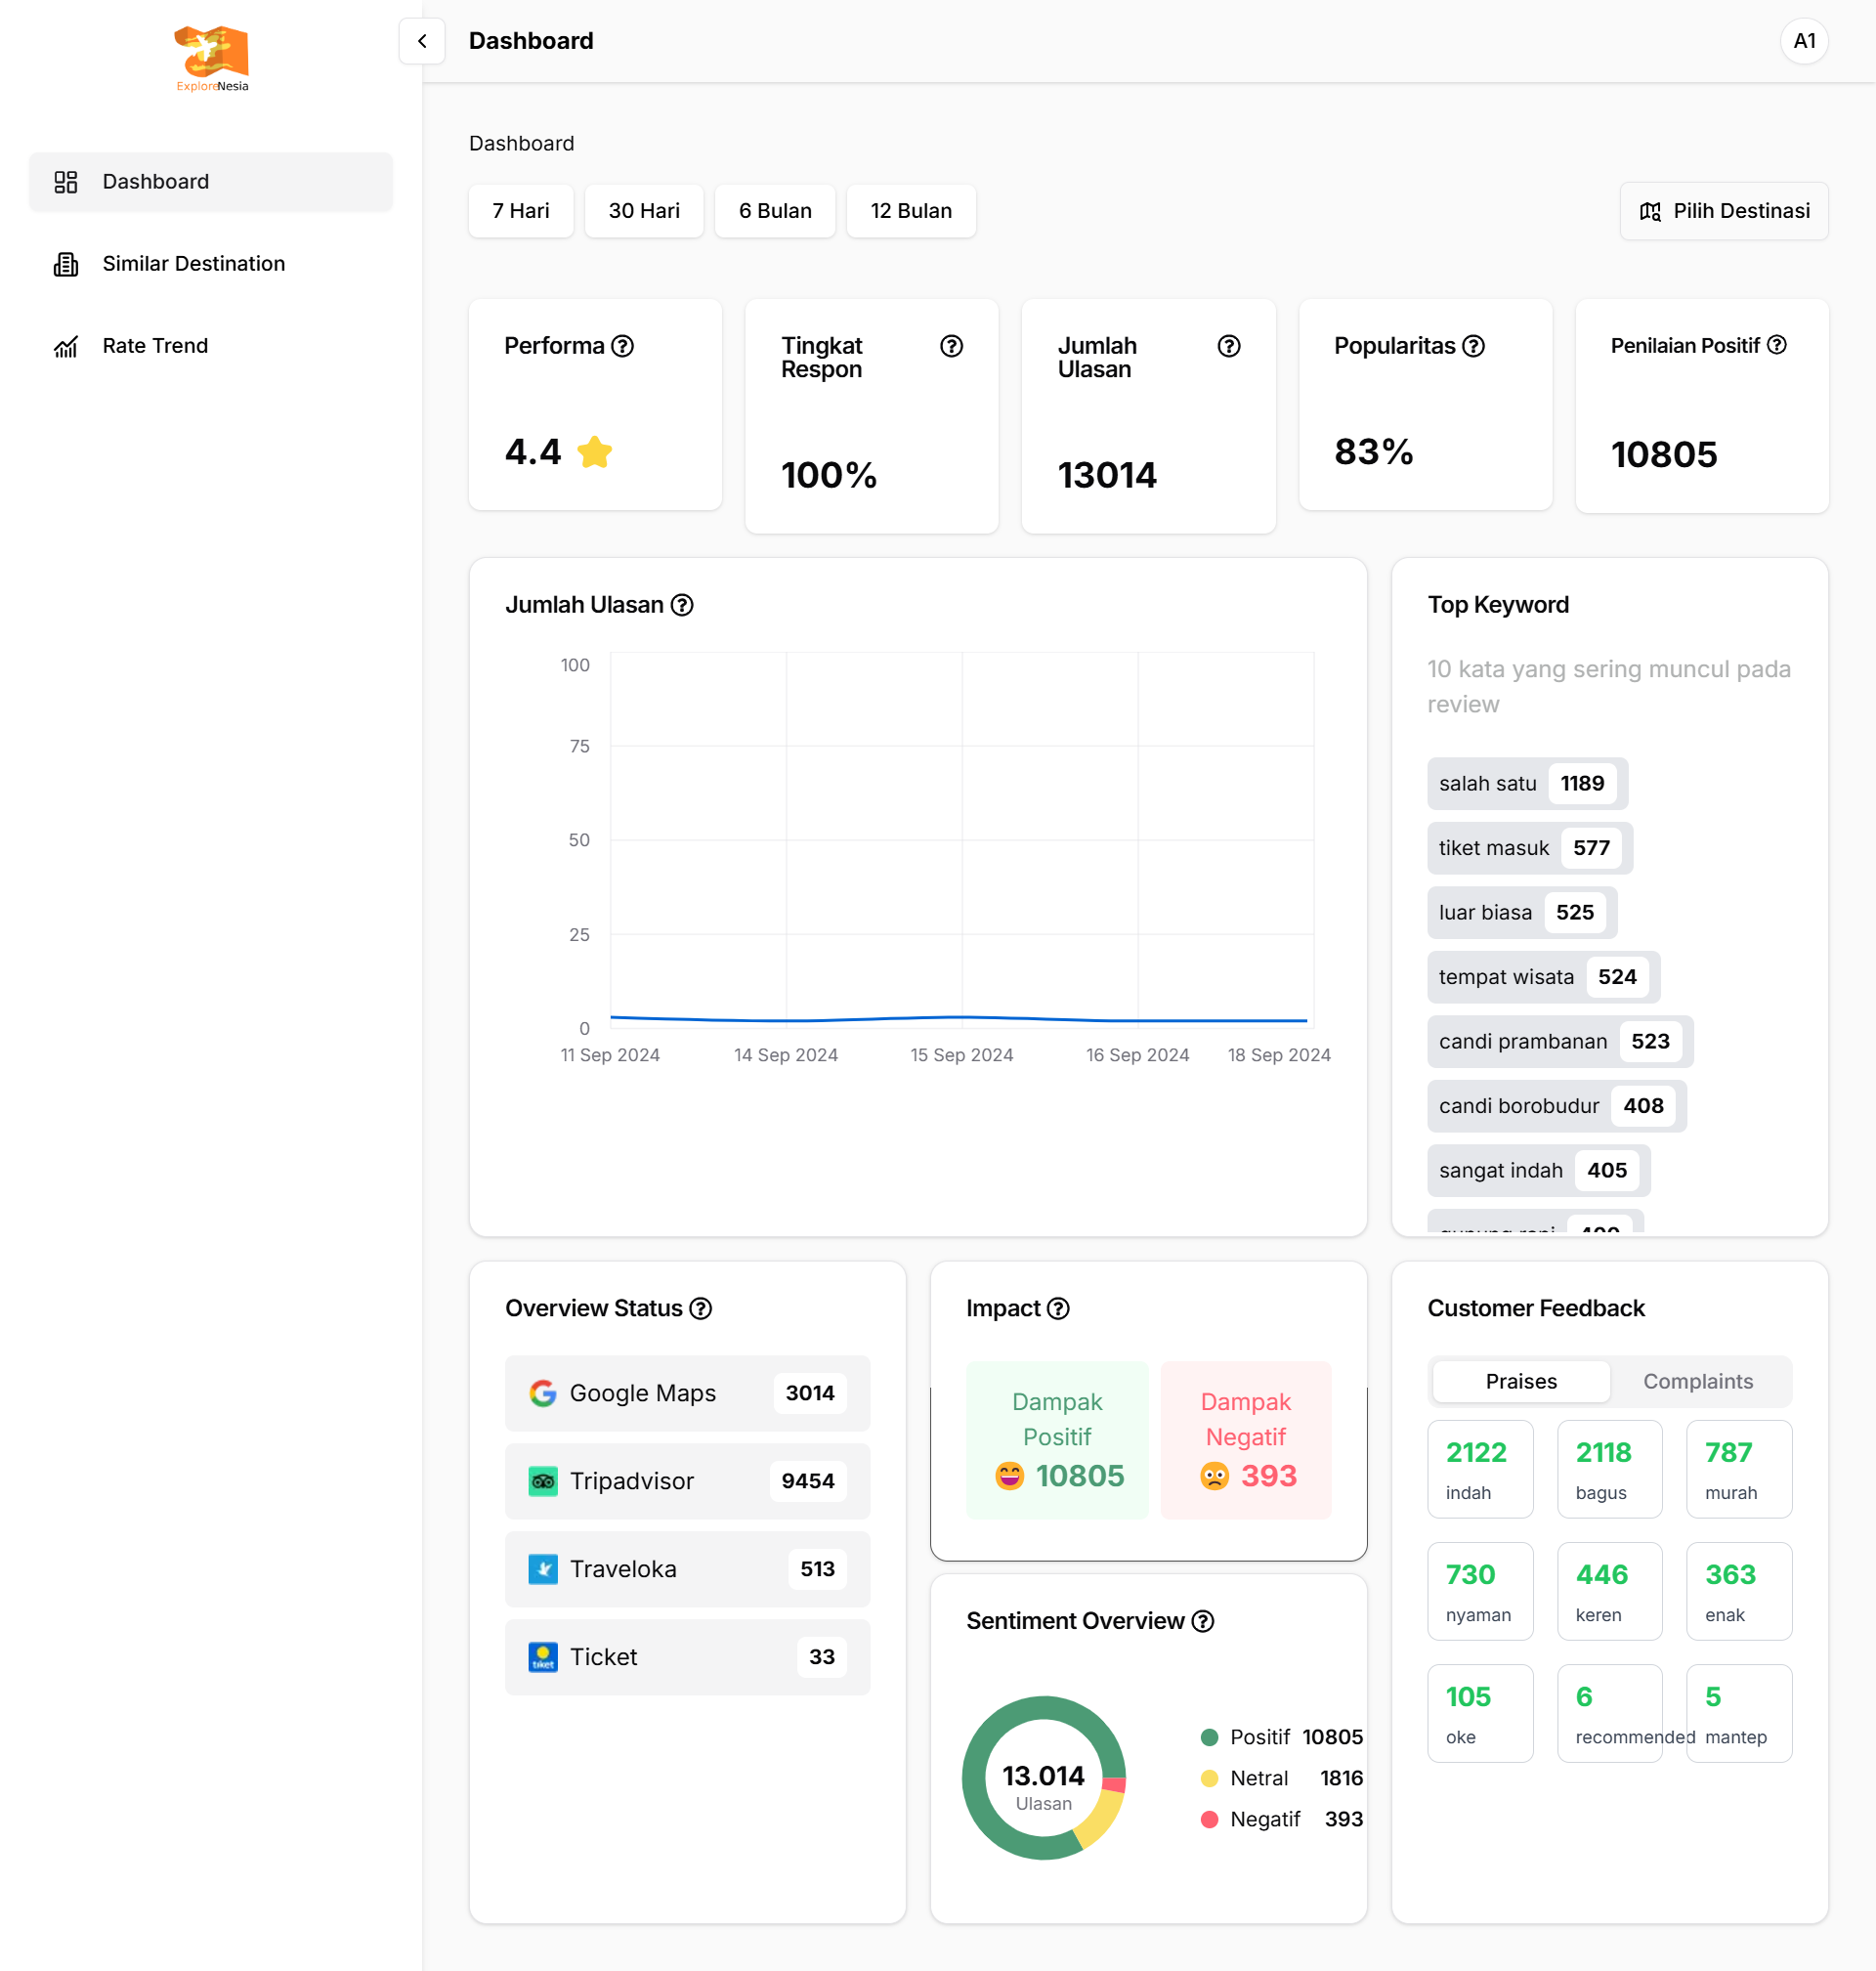 ExploreNesia
Dashboard
Similar Destination
Rate Trend
Dashboard
A1
Dashboard
7 Hari
30 Hari
6 Bulan
12 Bulan
Pilih Destinasi
Performa
4.4
Tingkat
Respon
100%
Jumlah
Ulasan
13014
Popularitas
83%
Penilaian Positif
10805
Jumlah Ulasan
100
75
50
25
0
11 Sep 2024
14 Sep 2024
15 Sep 2024
16 Sep 2024
18 Sep 2024
Top Keyword
10 kata yang sering muncul pada
review
salah satu 1189
tiket masuk 577
luar biasa 525
tempat wisata 524
candi prambanan 523
candi borobudur 408
sangat indah 405
Overview Status
Google Maps 3014
Tripadvisor 9454
Traveloka 513
tiket
Ticket 33
Impact
Dampak
Positif
10805
Dampak
Negatif
393
Sentiment Overview
13.014
Ulasan
Positif 10805
Netral 1816
Negatif 393
Customer Feedback
Praises
Complaints
2122
indah
2118
bagus
787
murah
730
nyaman
446
keren
363
enak
105
oke
6
recommended
5
mantep